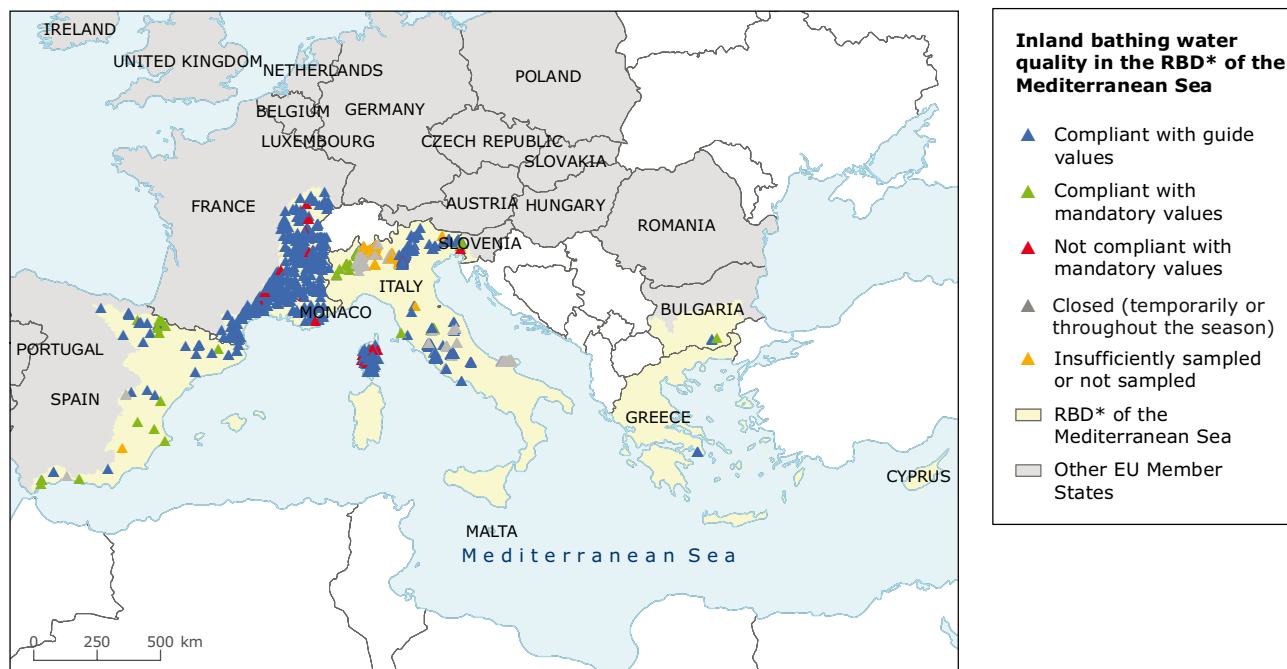 IRELAND
UNITED KINGDOM
NETHERLANDS
POLAND
BELGIUM
GERMANY
LUXEMBOURG
CZECH REPUBLIC
SLOVAKIA
FRANCE
AUSTRIA
HUNGARY
ROMANIA
SLOVENIA
ITALY
MONACO
BULGARIA
PORTUGAL
SPAIN
GREECE
CYPRUS
MALTA
Mediterranean Sea
0 250 500 km
Inland bathing water
quality in the RBD* of the
Mediterranean Sea
Compliant with guide
values
Compliant with
mandatory values
Not compliant with
mandatory values
Closed (temporarily or
throughout the season)
Insufficiently sampled
or not sampled
RBD* of the
Mediterranean Sea
Other EU Member
States